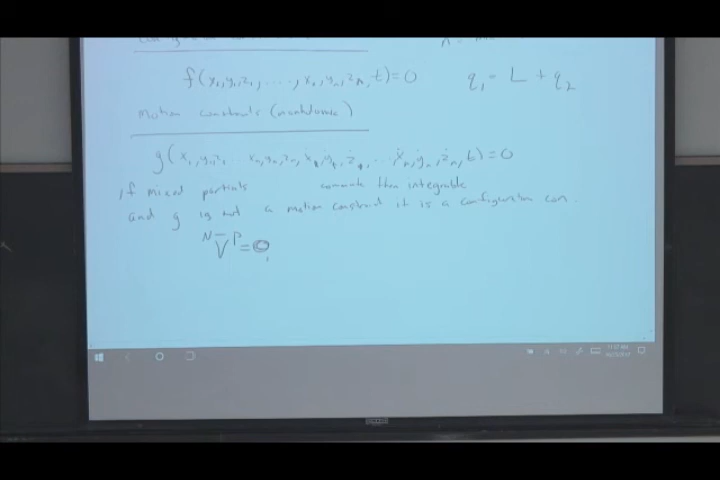 f(x₁,y₁,z₁,....,xₙ,yₙ,zₙ,t)=0
q₁ = L + q₂
Motion constraints (nonholonomic)
g(x₁,y₁,z₁...xₙ,yₙ,zₙ,ẋ₁,ẏ₁,ż₁,...ẋₙ,ẏₙ,żₙ,t)=0
if mixed partials commute then integrable
and g is not a motion constraint it is a configuration con.
ᴺV̄ᴾ=0